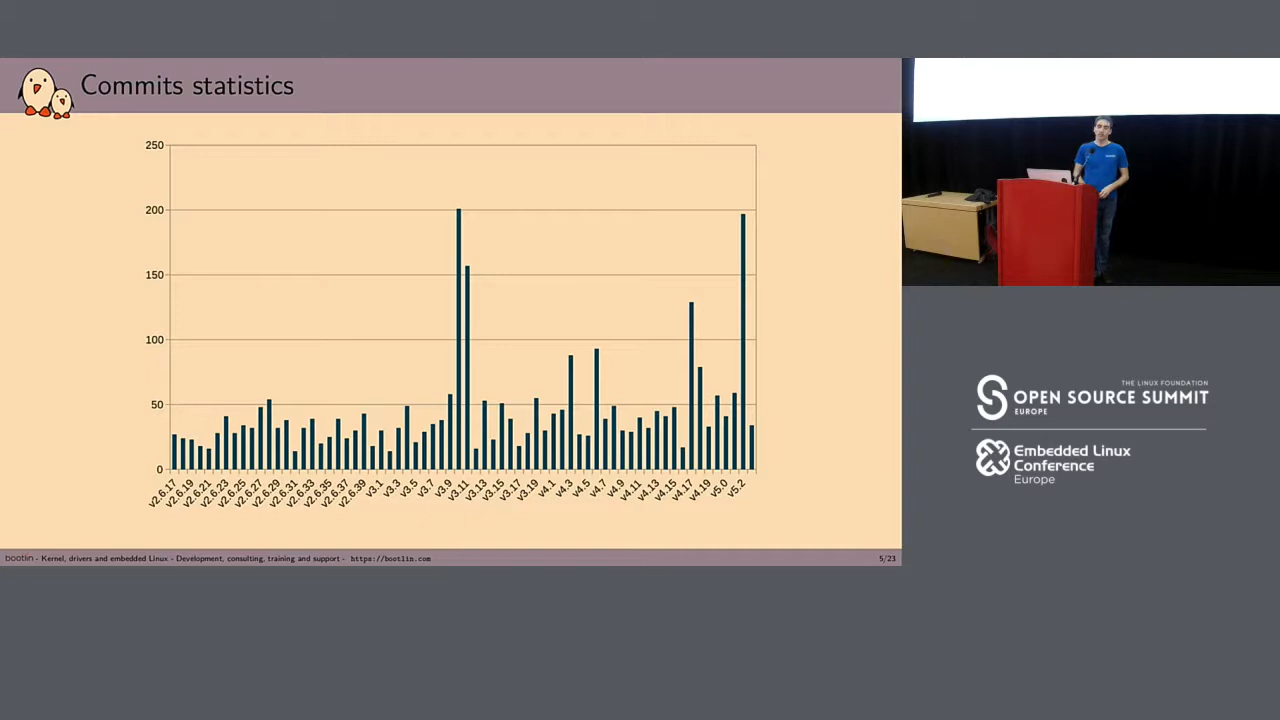 Commits statistics
250
200
150
100
50
0
v2.6.17
v2.6.19
v2.6.21
v2.6.23
v2.6.25
v2.6.27
v2.6.29
v2.6.31
v2.6.33
v2.6.35
v2.6.37
v2.6.39
v3.1
v3.3
v3.5
v3.7
v3.9
v3.11
v3.13
v3.15
v3.17
v3.19
v4.1
v4.3
v4.5
v4.7
v4.9
v4.11
v4.13
v4.15
v4.17
v4.19
v5.0
v5.2
bootlin - Kernel, drivers and embedded Linux - Development, consulting, training and support - https://bootlin.com
5/23
THE LINUX FOUNDATION
OPEN SOURCE SUMMIT
EUROPE
Embedded Linux
Conference
Europe